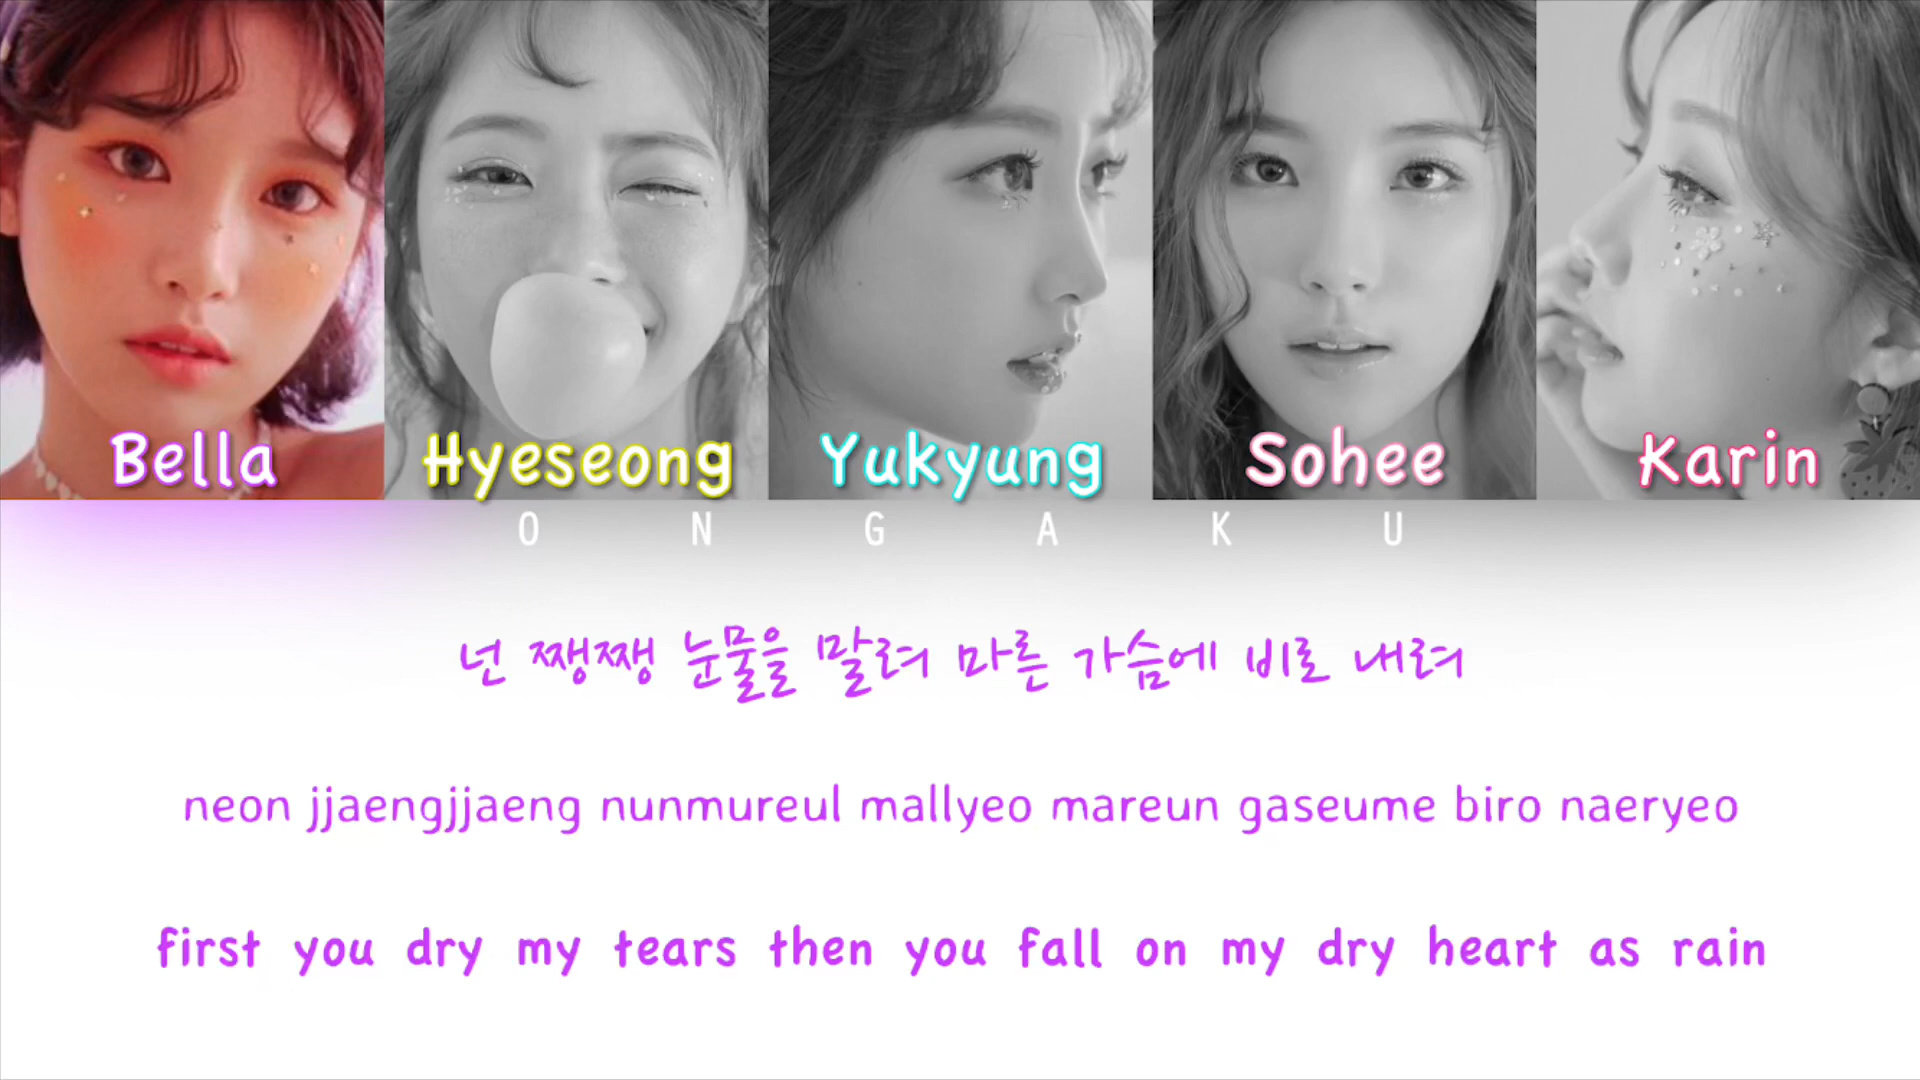 Bella Hyeseong Yukyung Sohee Karin
O N G A K U
넌 쨍쨍 눈물을 말려 마른 가슴에 비로 내려
neon jjaengjjaeng nunmureul mallyeo mareun gaseume biro naeryeo
first you dry my tears then you fall on my dry heart as rain